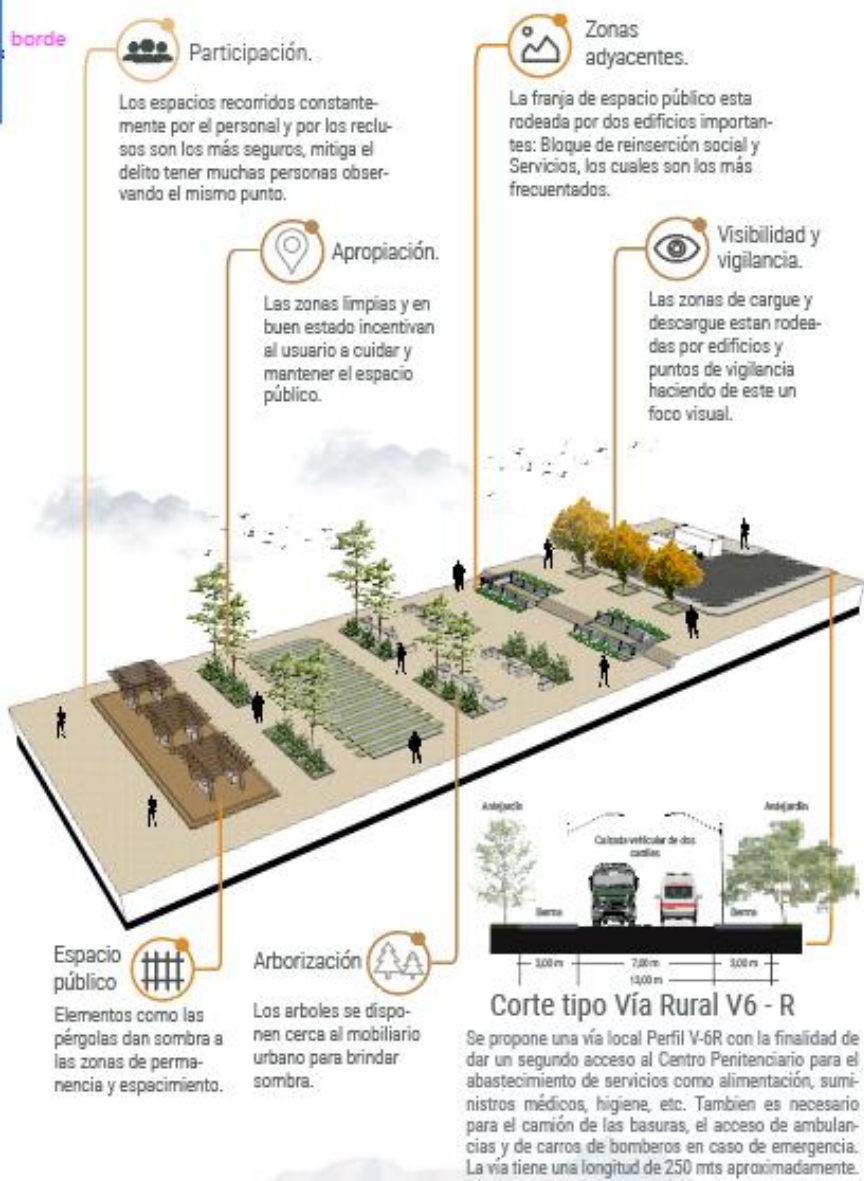 borde
Participación.
Los espacios recorridos constante-
mente por el personal y por los reclu-
sos son los más seguros, mitiga el
delito tener muchas personas obser-
vando el mismo punto.
Zonas
adyacentes.
La franja de espacio público esta
rodeada por dos edificios importan-
tes: Bloque de reinserción social y
Servicios, los cuales son los más
frecuentados.
Apropiación.
Las zonas limpias y en
buen estado incentivan
al usuario a cuidar y
mantener el espacio
público.
Visibilidad y
vigilancia.
Las zonas de cargue y
descargue estan rodea-
das por edificios y
puntos de vigilancia
haciendo de este un
foco visual.
Espacio
público
Elementos como las
pérgolas dan sombra a
las zonas de perma-
nencia y espacimiento.
Arborización
Los arboles se dispo-
nen cerca al mobiliario
urbano para brindar
sombra.
Antejardín
Antejardín
Calzada vehicular de dos
carriles
Berma
Berma
3,00 m
7,00 m
3,00 m
13,00 m
Corte tipo Vía Rural V6 - R
Se propone una vía local Perfil V-6R con la finalidad de
dar un segundo acceso al Centro Penitenciario para el
abastecimiento de servicios como alimentación, sumi-
nistros médicos, higiene, etc. Tambien es necesario
para el camión de las basuras, el acceso de ambulan-
cias y de carros de bomberos en caso de emergencia.
La vía tiene una longitud de 250 mts aproximadamente.